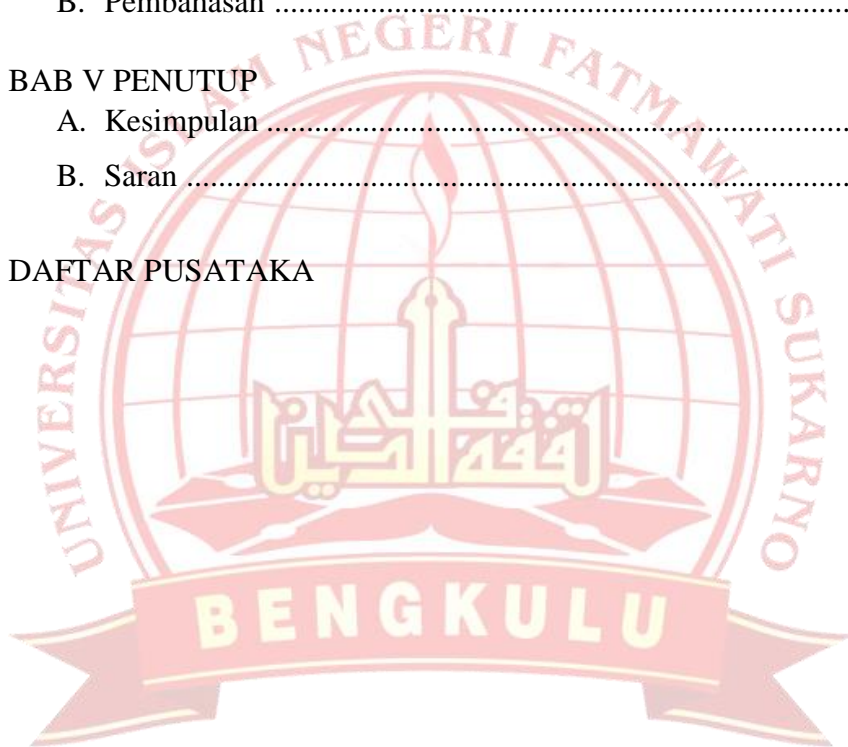 B. Pembahasan ................................................................................
BAB V PENUTUP
A. Kesimpulan .................................................................................
B. Saran ...........................................................................................
DAFTAR PUSATAKA
UNIVERSITAS ISLAM NEGERI FATMAWATI SUKARNO
BENGKULU